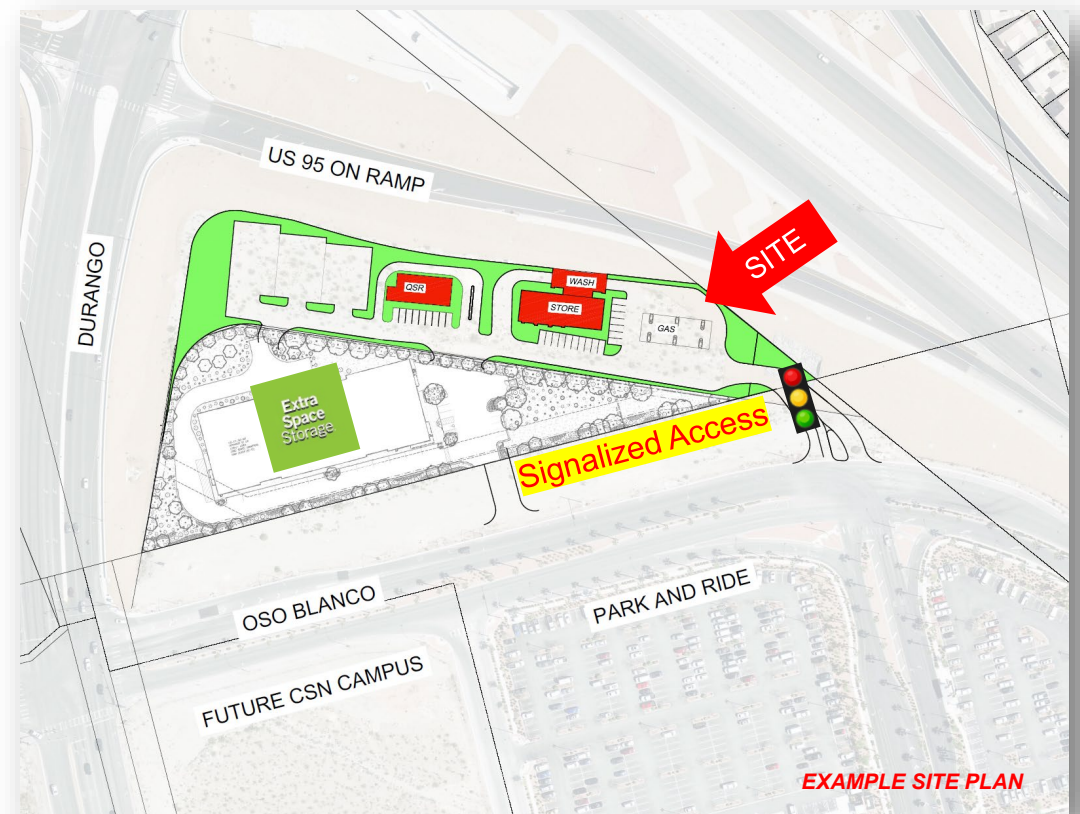 US 95 ON RAMP
SITE
DURANGO
QSR
WASH
STORE
GAS
Extra
Space
Storage
Signalized Access
OSO BLANCO
PARK AND RIDE
FUTURE CSN CAMPUS
EXAMPLE SITE PLAN